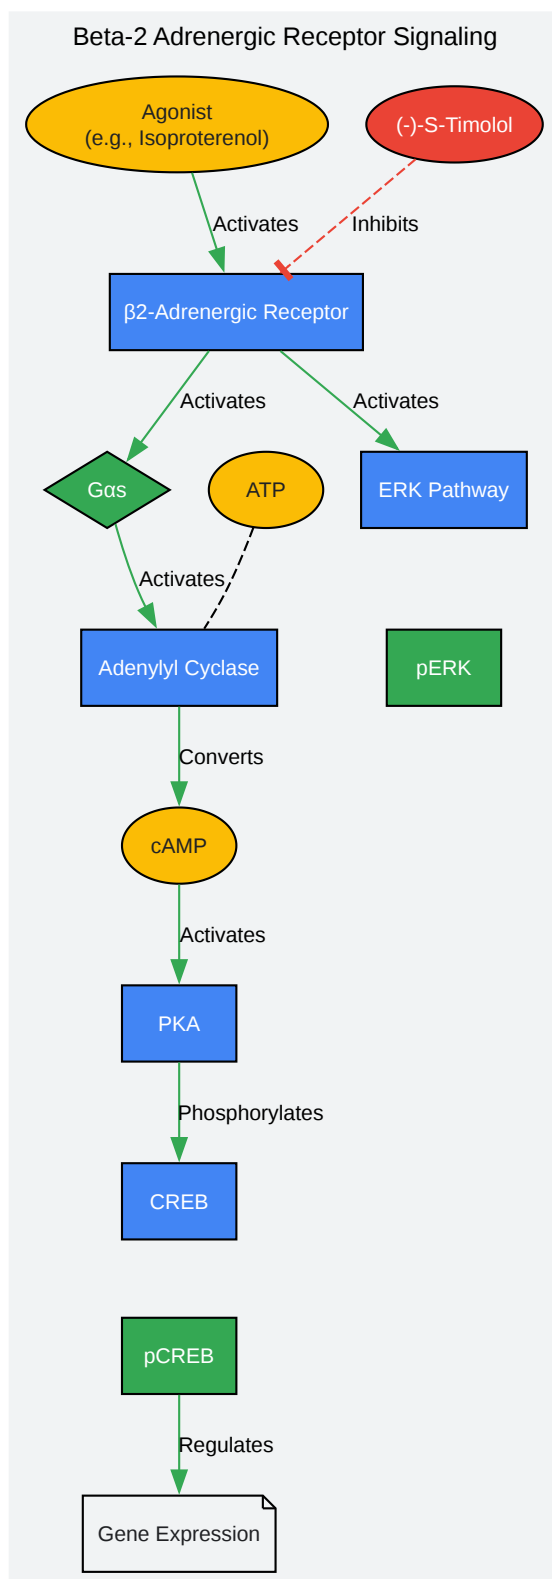 Beta-2 Adrenergic Receptor Signaling
Agonist
(e.g., Isoproterenol)
(-)-S-Timolol
Activates
Inhibits
β2-Adrenergic Receptor
Activates
Activates
Gαs
ATP
ERK Pathway
Activates
Adenylyl Cyclase
pERK
Converts
cAMP
Activates
PKA
Phosphorylates
CREB
pCREB
Regulates
Gene Expression